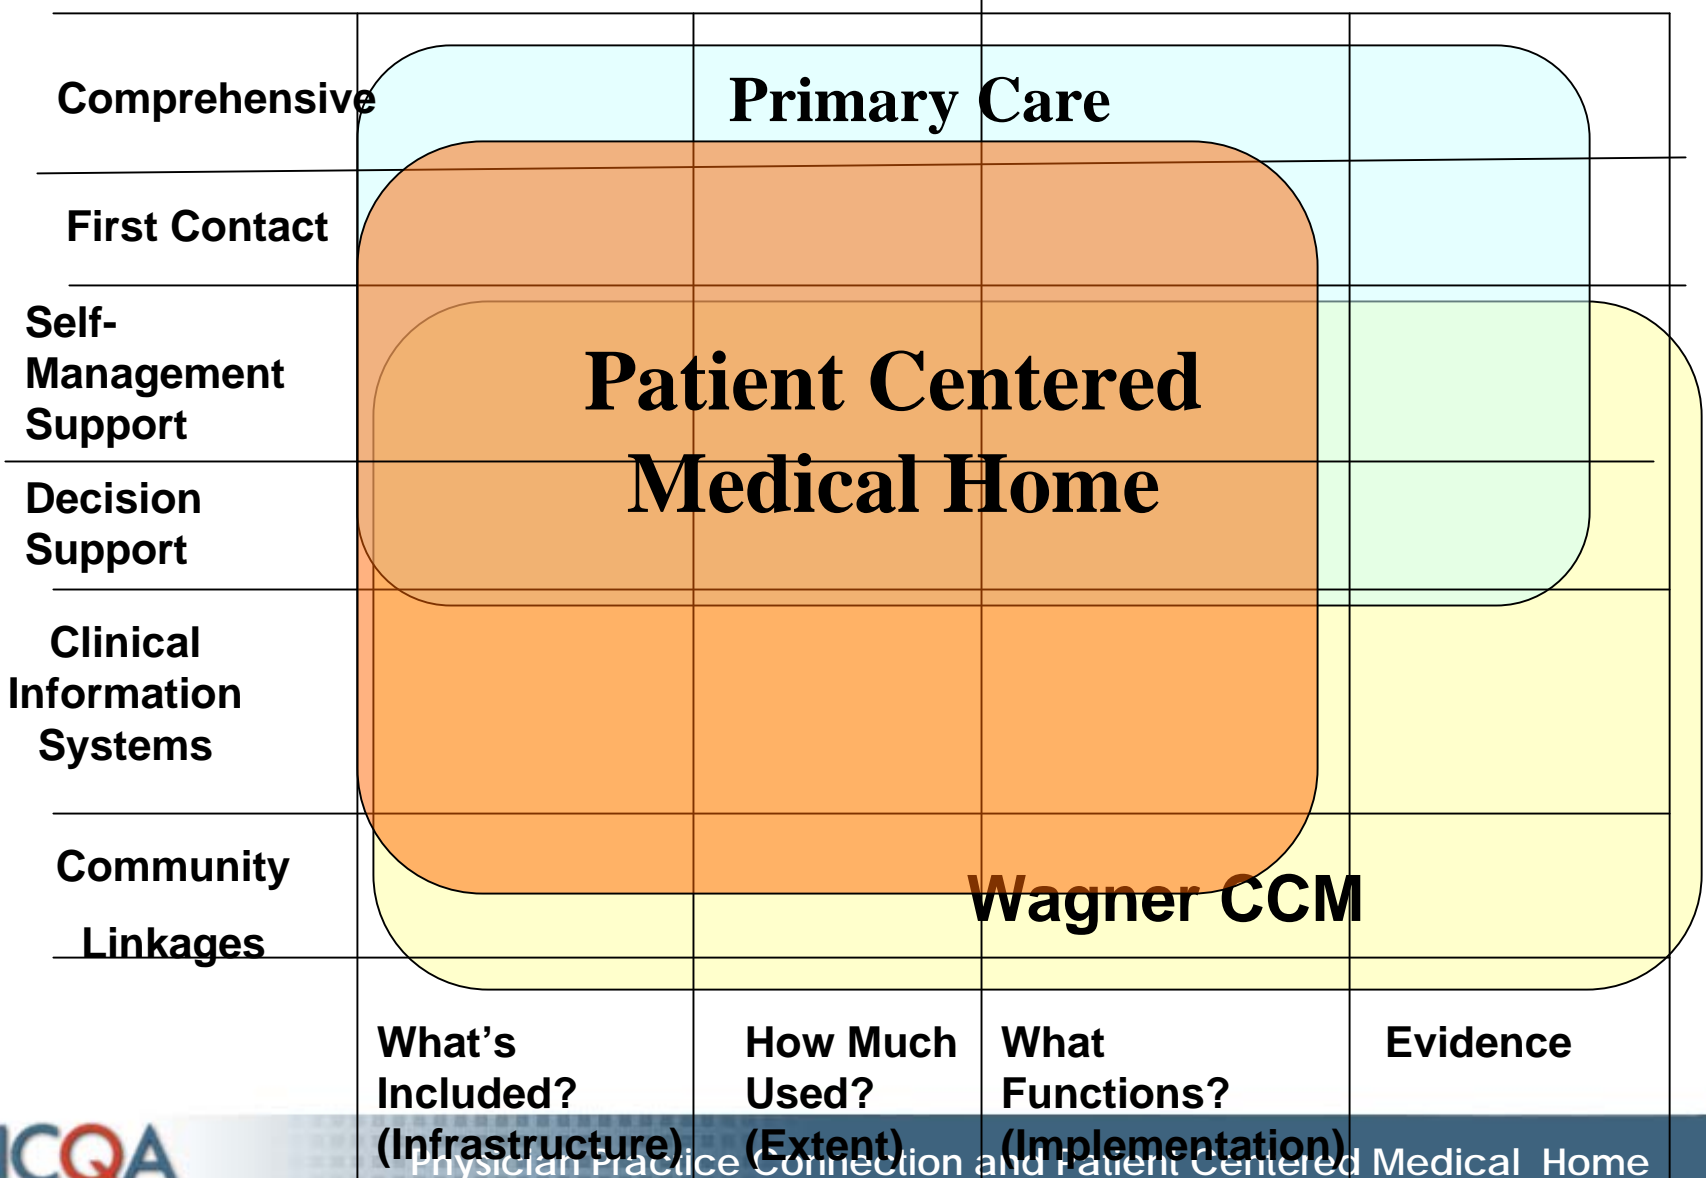 Comprehensive
Primary Care
First Contact
Self-
Management
Support
Patient Centered
Medical Home
Decision
Support
Clinical
Information
Systems
Community
Linkages
Wagner CCM
What's
Included?
(Infrastructure)
How Much
Used?
(Extent)
What
Functions?
(Implementation)
Evidence
Physician Practice Connection and Patient Centered Medical Home